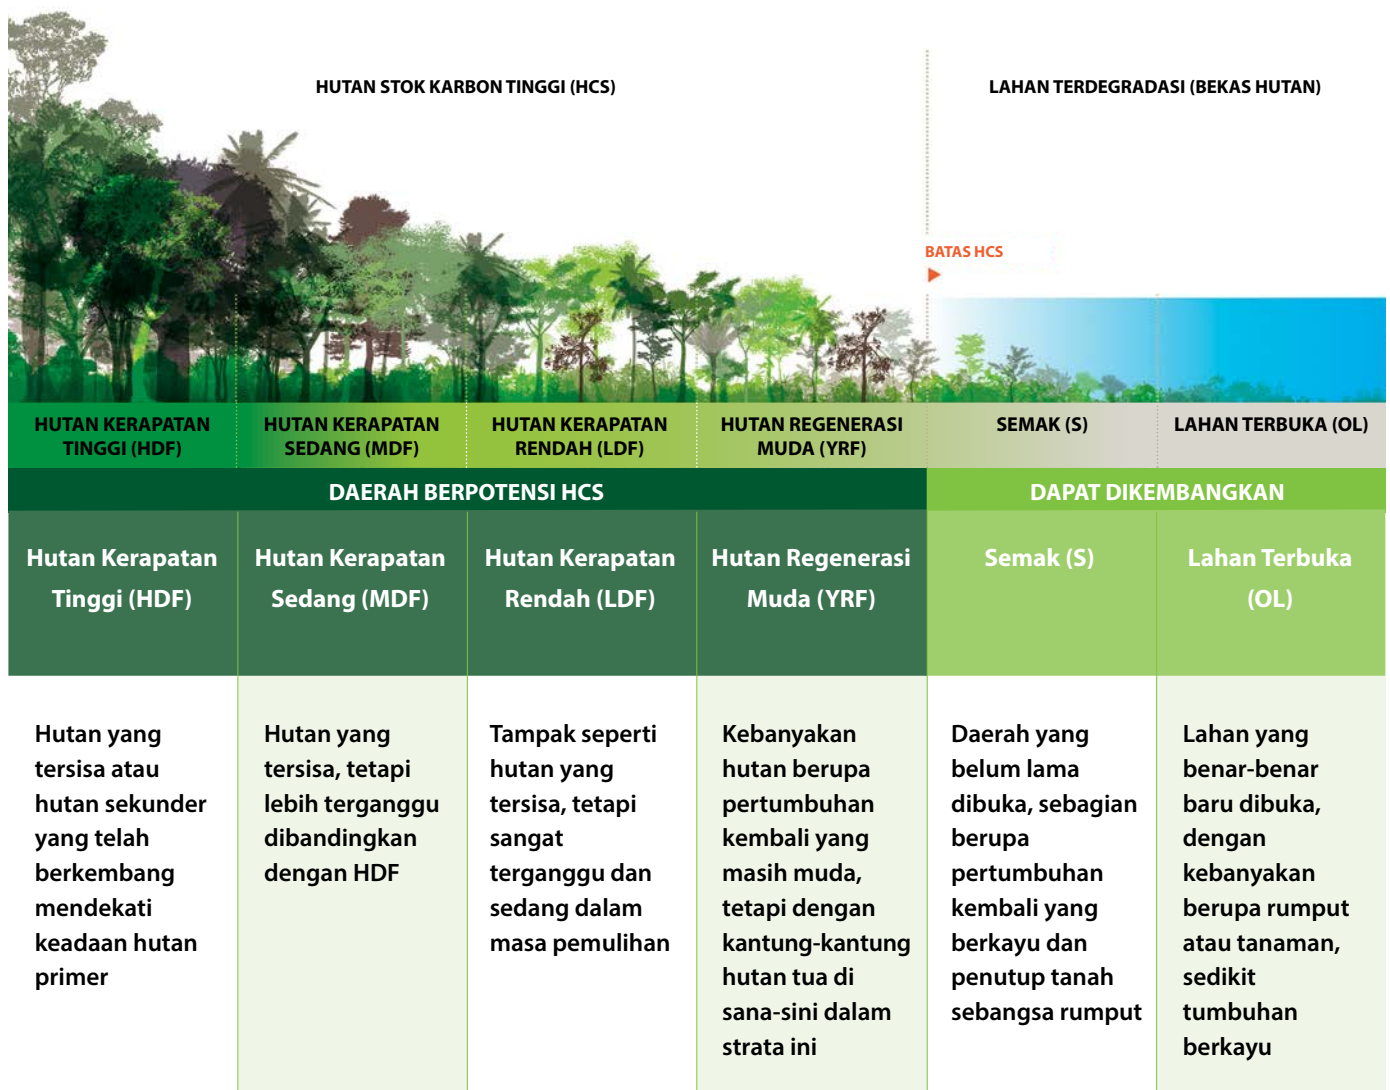 HUTAN STOK KARBON TINGGI (HCS)
LAHAN TERDEGRADASI (BEKAS HUTAN)
BATAS HCS
HUTAN KERAPATAN
TINGGI (HDF)
HUTAN KERAPATAN
SEDANG (MDF)
HUTAN KERAPATAN
RENDAH (LDF)
HUTAN REGENERASI
MUDA (YRF)
SEMAK (S)
LAHAN TERBUKA (OL)
DAERAH BERPOTENSI HCS
DAPAT DIKEMBANGKAN
Hutan Kerapatan
Tinggi (HDF)
Hutan Kerapatan
Sedang (MDF)
Hutan Kerapatan
Rendah (LDF)
Hutan Regenerasi
Muda (YRF)
Semak (S)
Lahan Terbuka
(OL)
Hutan yang
tersisa atau
hutan sekunder
yang telah
berkembang
mendekati
keadaan hutan
primer
Hutan yang
tersisa, tetapi
lebih terganggu
dibandingkan
dengan HDF
Tampak seperti
hutan yang
tersisa, tetapi
sangat
terganggu dan
sedang dalam
masa pemulihan
Kebanyakan
hutan berupa
pertumbuhan
kembali yang
masih muda,
tetapi dengan
kantung-kantung
hutan tua di
sana-sini dalam
strata ini
Daerah yang
belum lama
dibuka, sebagian
berupa
pertumbuhan
kembali yang
berkayu dan
penutup tanah
sebangsa rumput
Lahan yang
benar-benar
baru dibuka,
dengan
kebanyakan
berupa rumput
atau tanaman,
sedikit
tumbuhan
berkayu